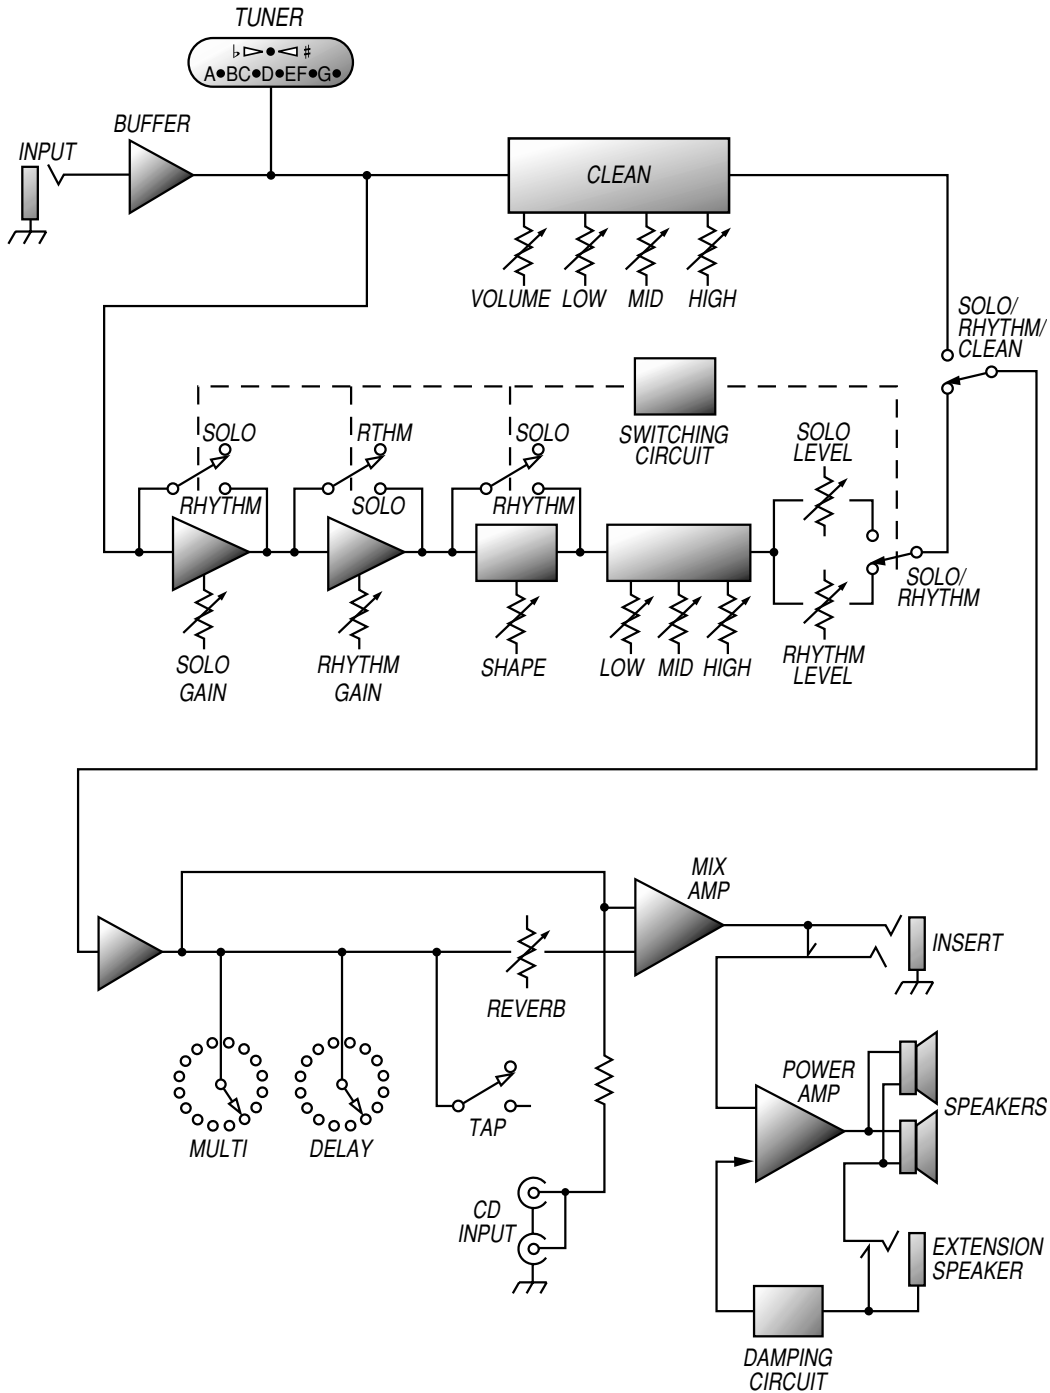 TUNER
♭ ▷ • ◁ ♯
A•BC•D•EF•G•
BUFFER
INPUT
CLEAN
VOLUME LOW MID HIGH
SOLO/
RHYTHM/
CLEAN
SOLO
RHYTHM
RTHM
SOLO
SOLO
RHYTHM
SWITCHING
CIRCUIT
SOLO
LEVEL
SOLO/
RHYTHM
SOLO
GAIN
RHYTHM
GAIN
SHAPE
LOW MID HIGH
RHYTHM
LEVEL
MIX
AMP
INSERT
REVERB
MULTI
DELAY
TAP
POWER
AMP
SPEAKERS
CD
INPUT
EXTENSION
SPEAKER
DAMPING
CIRCUIT